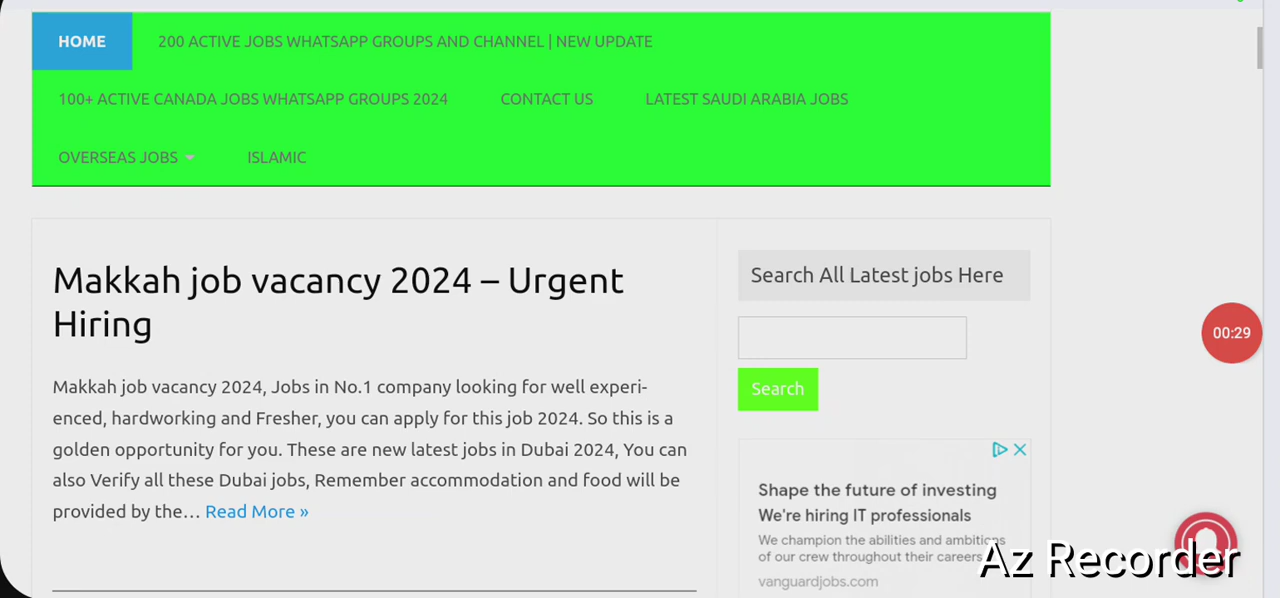 HOME
200 ACTIVE JOBS WHATSAPP GROUPS AND CHANNEL | NEW UPDATE
100+ ACTIVE CANADA JOBS WHATSAPP GROUPS 2024
CONTACT US
LATEST SAUDI ARABIA JOBS
OVERSEAS JOBS
ISLAMIC
Makkah job vacancy 2024 – Urgent
Hiring
Makkah job vacancy 2024, Jobs in No.1 company looking for well experi-
enced, hardworking and Fresher, you can apply for this job 2024. So this is a
golden opportunity for you. These are new latest jobs in Dubai 2024, You can
also Verify all these Dubai jobs, Remember accommodation and food will be
provided by the… Read More »
Search All Latest jobs Here
Search
Shape the future of investing
We're hiring IT professionals
We champion the abilities and ambitions
of our crew throughout their careers
vanguardjobs.com
00:29
Az Recorder